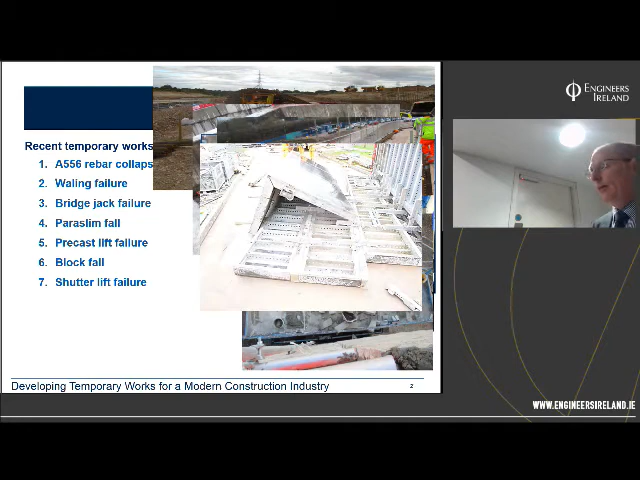 ENGINEERS
IRELAND
Recent temporary works
1. A556 rebar collaps
2. Waling failure
3. Bridge jack failure
4. Paraslim fall
5. Precast lift failure
6. Block fall
7. Shutter lift failure
Developing Temporary Works for a Modern Construction Industry
2
WWW.ENGINEERSIRELAND.IE